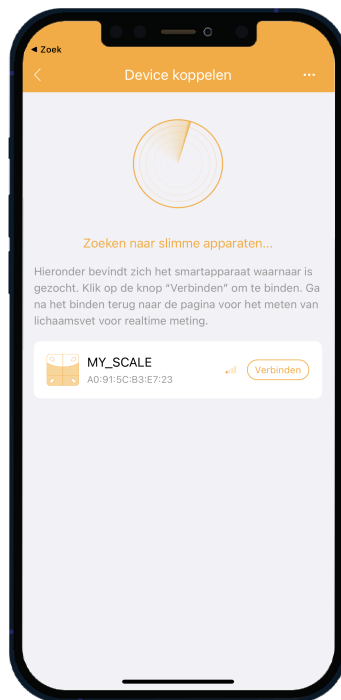 ◀ Zoek
Device koppelen
Zoeken naar slimme apparaten...
Hieronder bevindt zich het smartapparaat waarnaar is
gezocht. Klik op de knop "Verbinden" om te binden. Ga
na het binden terug naar de pagina voor het meten van
lichaamsvet voor realtime meting.
MY_SCALE
Verbinden
A0:91:5C:B3:E7:23